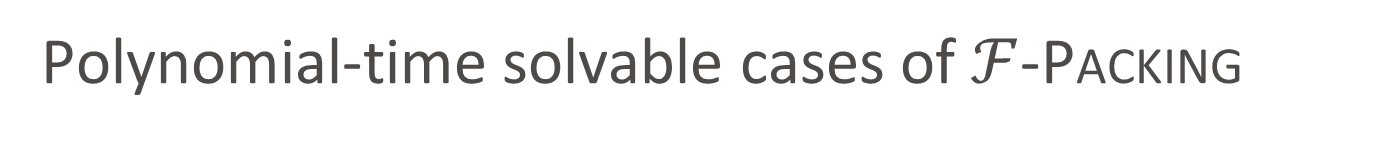 Polynomial-time solvable cases of ℱ-PACKING